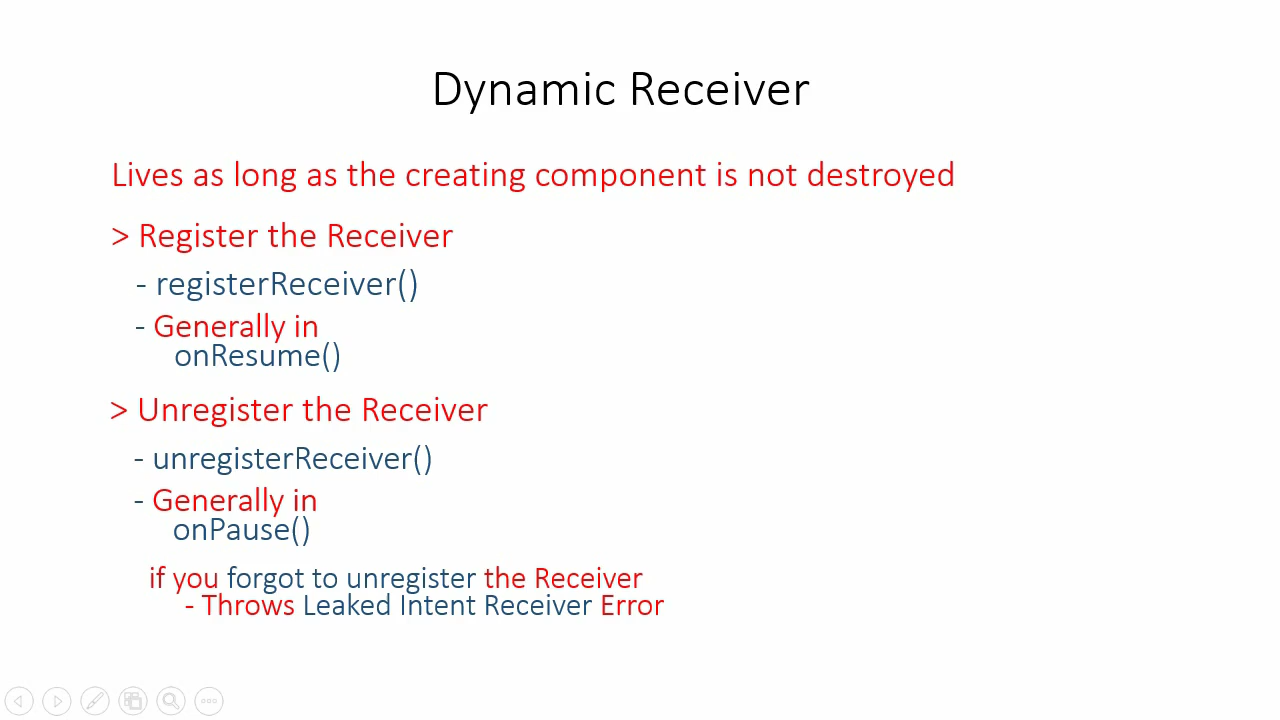 Dynamic Receiver
Lives as long as the creating component is not destroyed
> Register the Receiver
- registerReceiver()
- Generally in
onResume()
> Unregister the Receiver
- unregisterReceiver()
- Generally in
onPause()
if you forgot to unregister the Receiver
- Throws Leaked Intent Receiver Error